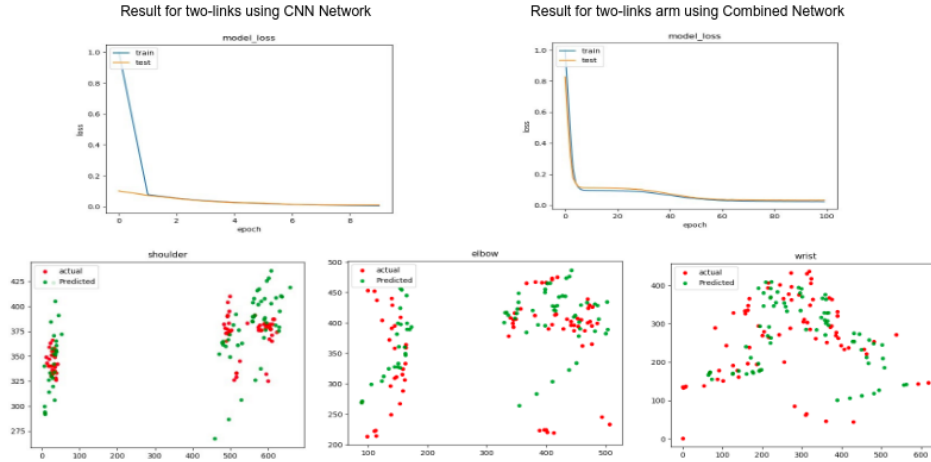 Result for two-links using CNN Network
Result for two-links arm using Combined Network
model_loss
train
test
1.0
0.8
0.6
0.4
0.2
0.0
loss
0 2 4 6 8
epoch
model_loss
train
test
1.0
0.8
0.6
0.4
0.2
0.0
loss
0 20 40 60 80 100
epoch
shoulder
actual
Predicted
425
400
375
350
325
300
275
0 100 200 300 400 500 600
elbow
actual
Predicted
500
450
400
350
300
250
200
100 200 300 400 500
wrist
actual
Predicted
400
300
200
100
0
0 100 200 300 400 500 600